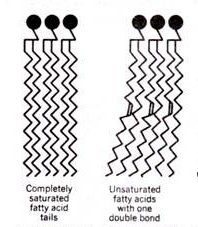 Completely
saturated
fatty acid
tails
Unsaturated
fatty acids
with one
double bond